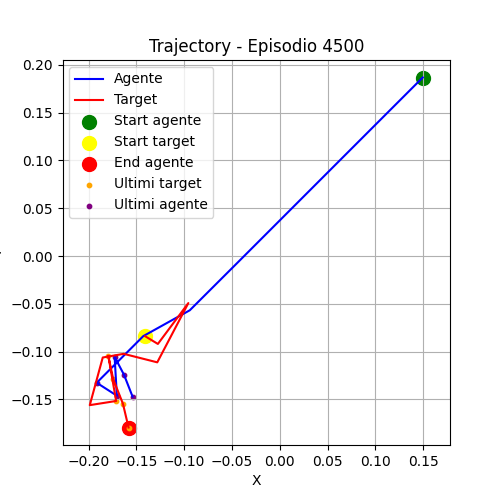 Trajectory - Episodio 4500
Agente
Target
Start agente
Start target
End agente
Ultimi target
Ultimi agente
0.20
0.15
0.10
0.05
0.00
−0.05
−0.10
−0.15
−0.20 −0.15 −0.10 −0.05 0.00 0.05 0.10 0.15
X